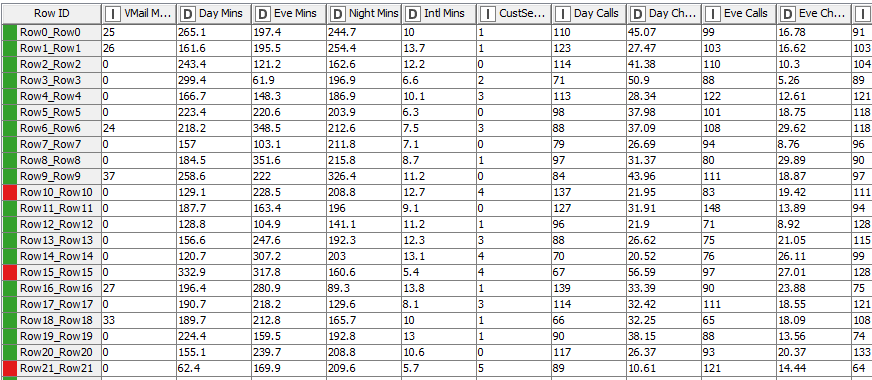 Row ID I VMail M... D Day Mins D Eve Mins D Night Mins D Intl Mins I CustSe... I Day Calls D Day Ch... I Eve Calls D Eve Ch... I
Row0_Row0 25 265.1 197.4 244.7 10 1 110 45.07 99 16.78 91
Row1_Row1 26 161.6 195.5 254.4 13.7 1 123 27.47 103 16.62 103
Row2_Row2 0 243.4 121.2 162.6 12.2 0 114 41.38 110 10.3 104
Row3_Row3 0 299.4 61.9 196.9 6.6 2 71 50.9 88 5.26 89
Row4_Row4 0 166.7 148.3 186.9 10.1 3 113 28.34 122 12.61 121
Row5_Row5 0 223.4 220.6 203.9 6.3 0 98 37.98 101 18.75 118
Row6_Row6 24 218.2 348.5 212.6 7.5 3 88 37.09 108 29.62 118
Row7_Row7 0 157 103.1 211.8 7.1 0 79 26.69 94 8.76 96
Row8_Row8 0 184.5 351.6 215.8 8.7 1 97 31.37 80 29.89 90
Row9_Row9 37 258.6 222 326.4 11.2 0 84 43.96 111 18.87 97
Row10_Row10 0 129.1 228.5 208.8 12.7 4 137 21.95 83 19.42 111
Row11_Row11 0 187.7 163.4 196 9.1 0 127 31.91 148 13.89 94
Row12_Row12 0 128.8 104.9 141.1 11.2 1 96 21.9 71 8.92 128
Row13_Row13 0 156.6 247.6 192.3 12.3 3 88 26.62 75 21.05 115
Row14_Row14 0 120.7 307.2 203 13.1 4 70 20.52 76 26.11 99
Row15_Row15 0 332.9 317.8 160.6 5.4 4 67 56.59 97 27.01 128
Row16_Row16 27 196.4 280.9 89.3 13.8 1 139 33.39 90 23.88 75
Row17_Row17 0 190.7 218.2 129.6 8.1 3 114 32.42 111 18.55 121
Row18_Row18 33 189.7 212.8 165.7 10 1 66 32.25 65 18.09 108
Row19_Row19 0 224.4 159.5 192.8 13 1 90 38.15 88 13.56 74
Row20_Row20 0 155.1 239.7 208.8 10.6 0 117 26.37 93 20.37 133
Row21_Row21 0 62.4 169.9 209.6 5.7 5 89 10.61 121 14.44 64